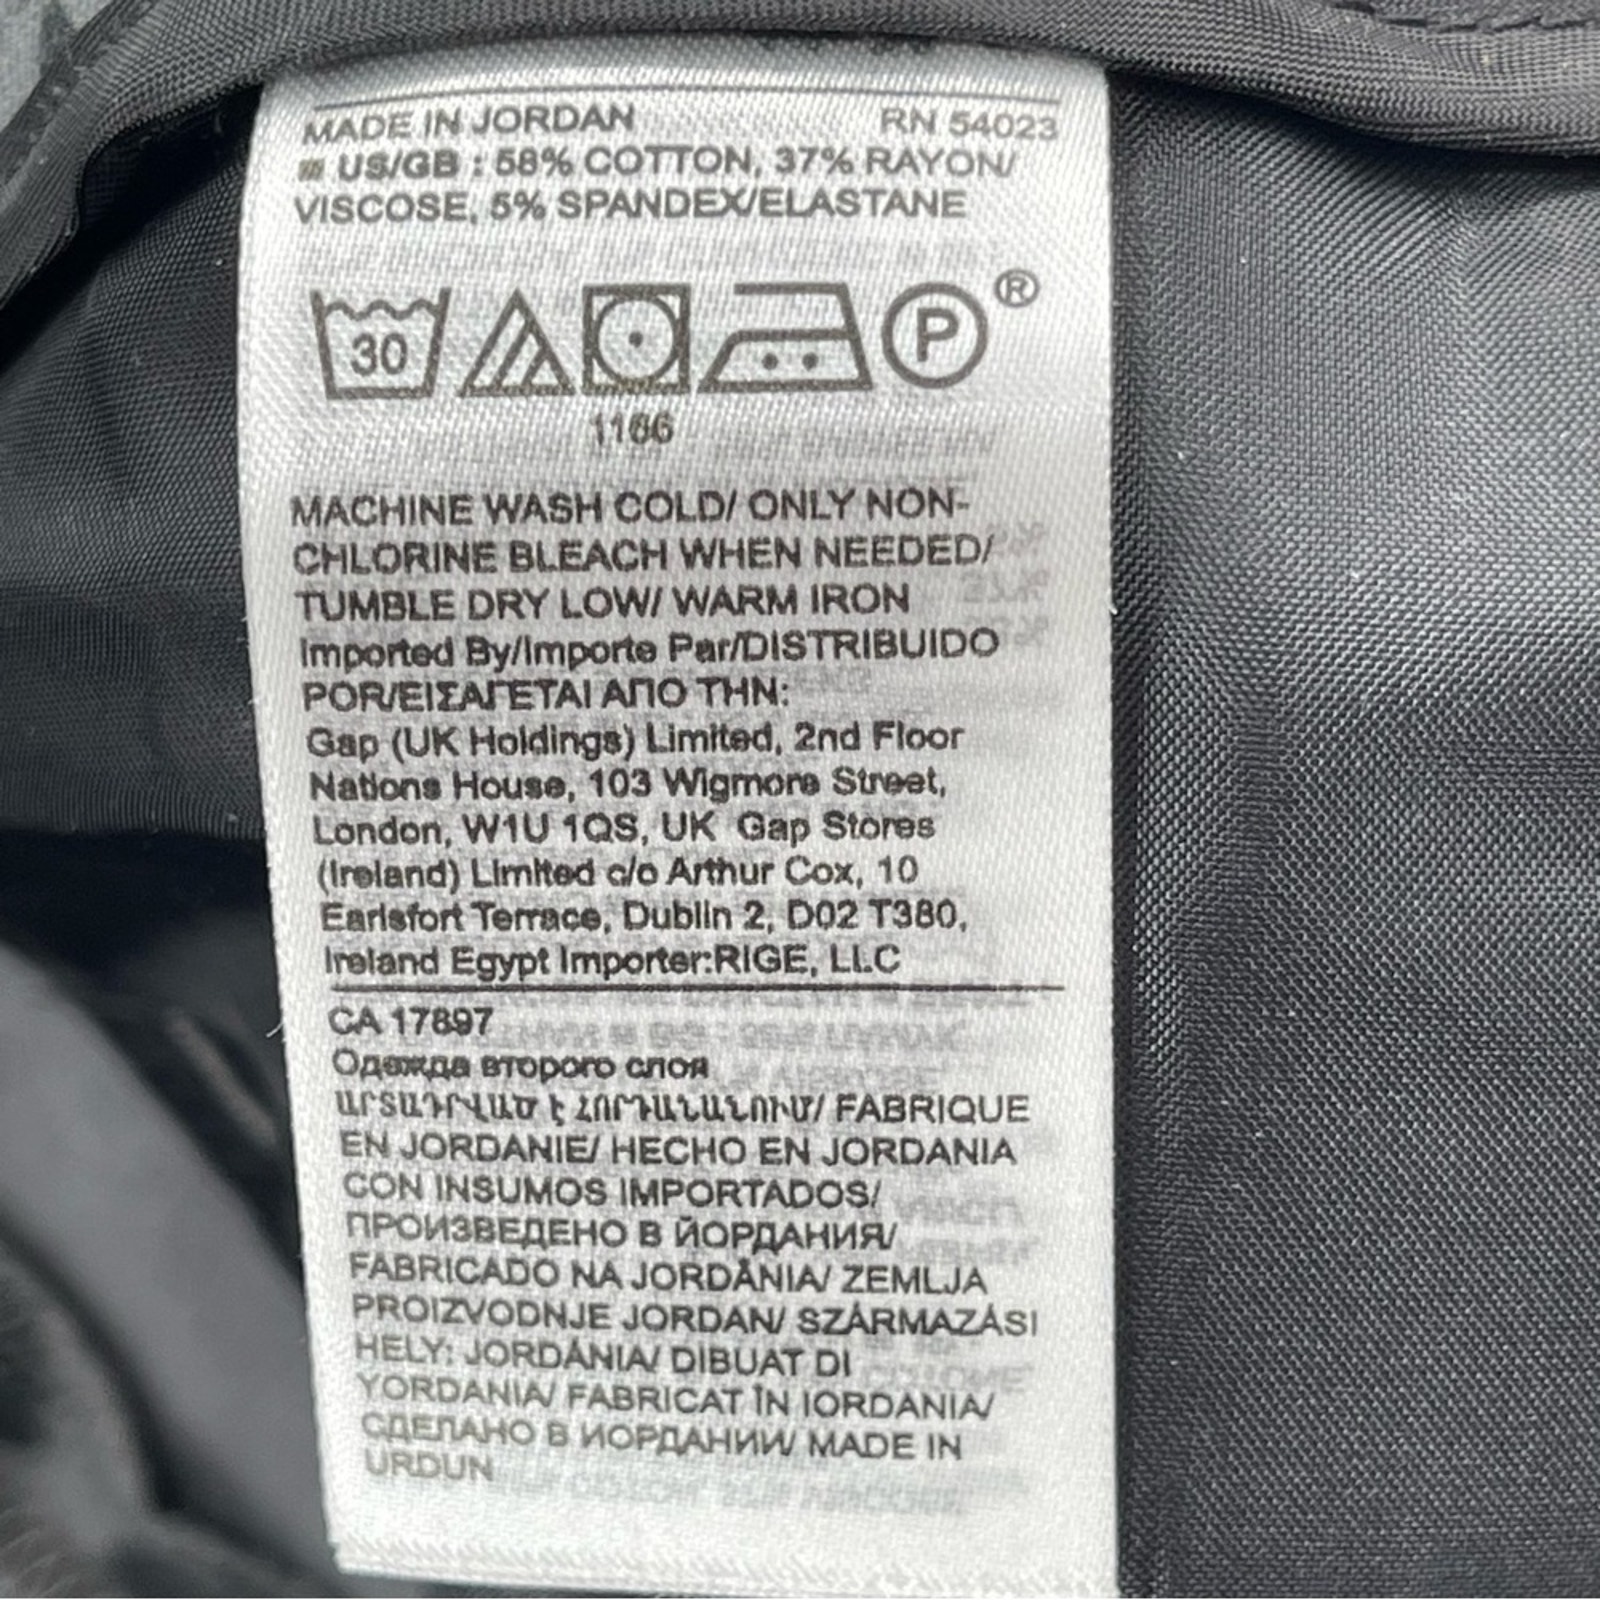 MADE IN JORDAN RN 54023
US/GB : 58% COTTON, 37% RAYON/
VISCOSE, 5% SPANDEX/ELASTANE
30 P ®
1166
MACHINE WASH COLD/ ONLY NON-
CHLORINE BLEACH WHEN NEEDED/
TUMBLE DRY LOW/ WARM IRON
Imported By/Importe Par/DISTRIBUIDO
POR/ΕΙΣΑΓΕΤΑΙ ΑΠΟ ΤΗΝ:
Gap (UK Holdings) Limited, 2nd Floor
Nations House, 103 Wigmore Street,
London, W1U 1QS, UK Gap Stores
(Ireland) Limited c/o Arthur Cox, 10
Earlsfort Terrace, Dublin 2, D02 T380,
Ireland Egypt Importer:RIGE, LLC
CA 17897
Одежда второго слоя
ԱՐՏԱԴՐՎԱԾ Է ՀՈՐԴԱՆԱՆՈՒՄ/ FABRIQUE
EN JORDANIE/ HECHO EN JORDANIA
CON INSUMOS IMPORTADOS/
ПРОИЗВЕДЕНО В ЙОРДАНИЯ/
FABRICADO NA JORDÂNIA/ ZEMLJA
PROIZVODNJE JORDAN/ SZÁRMAZÁSI
HELY: JORDÁNIA/ DIBUAT DI
YORDANIA/ FABRICAT ÎN IORDANIA/
СДЕЛАНО В ИОРДАНИИ/ MADE IN
URDUN